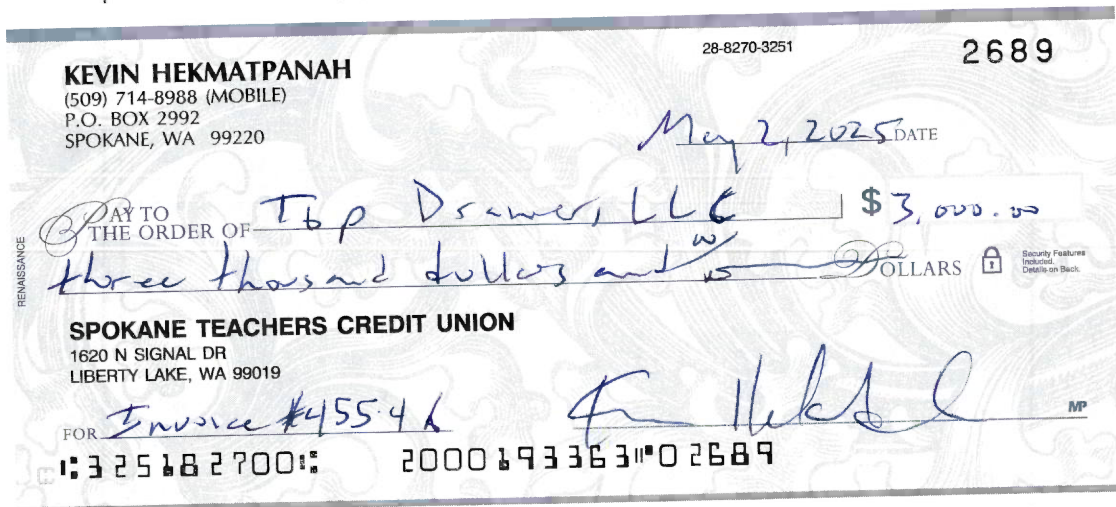 28-8270-3251
2689
KEVIN HEKMATPANAH
(509) 714-8988 (MOBILE)
P.O. BOX 2992
SPOKANE, WA 99220
May 2, 2025 DATE
PAY TO THE ORDER OF Top Drawer, LLC $ 3,000.00
three thousand dollars and DOLLARS
Security Features
Included.
Details on Back.
RENAISSANCE
SPOKANE TEACHERS CREDIT UNION
1620 N SIGNAL DR
LIBERTY LAKE, WA 99019
FOR Invoice #4554
MP
⑆325182700⑆ 2000193363⑈02689